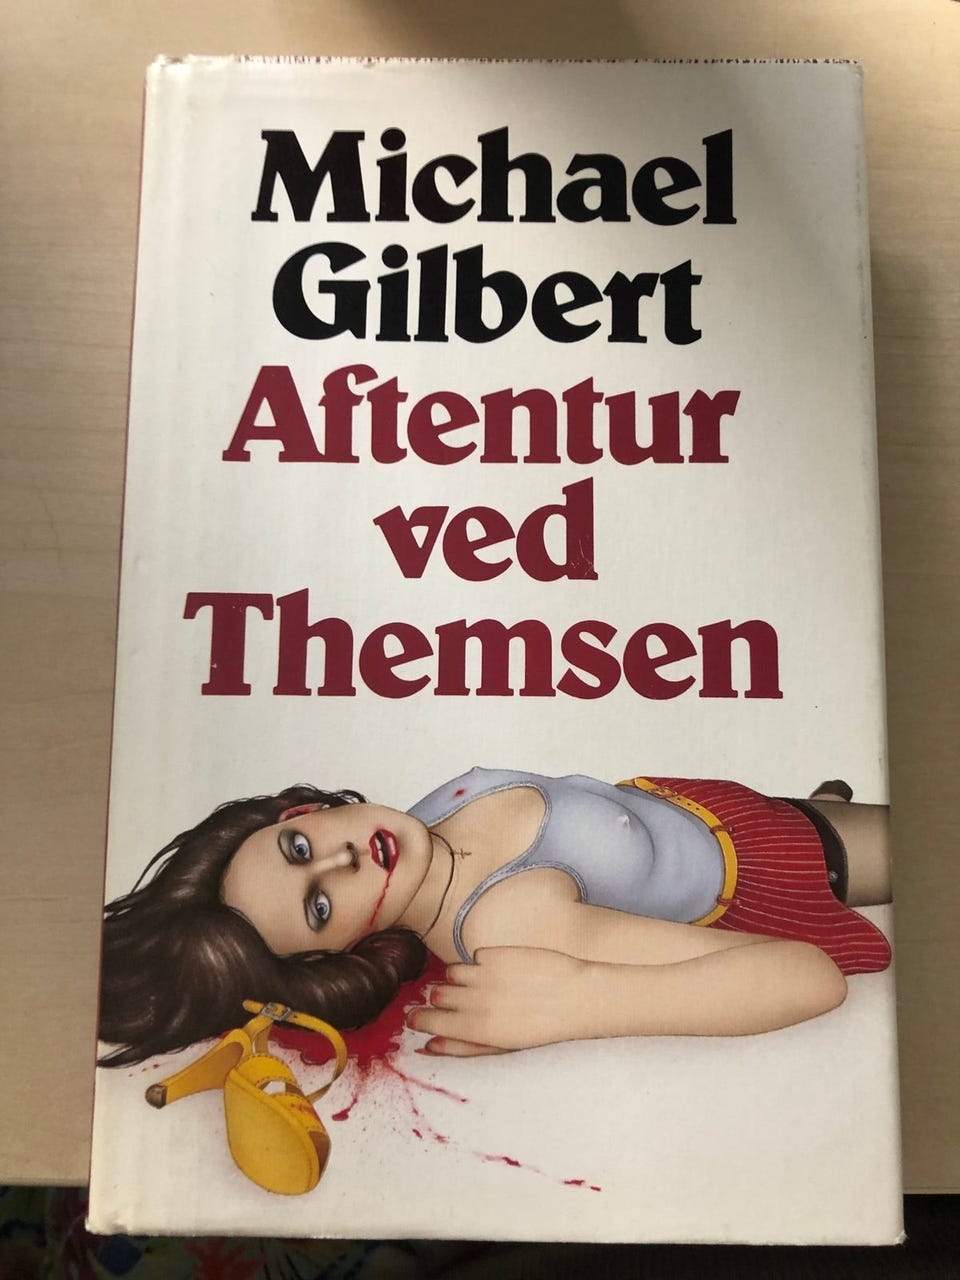 Michael
Gilbert
Aftentur
ved
Themsen